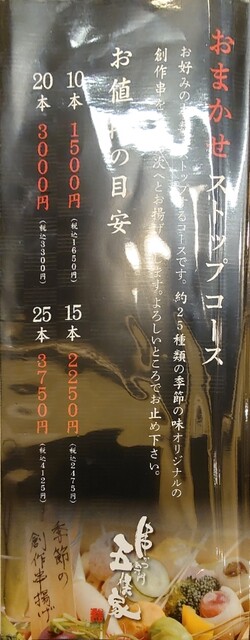 おまかせストップコース
お好みの
ストップ
るコースです。約25種類の季節の味オリジナルの
創作串を
次へとお揚げ
ます。よろしいところでお止め下さい。
お値
の目安
10本 1500円(税込1650円)
15本 2250円(税込2475円)
20本 3000円(税込3300円)
25本 3750円(税込4125円)
串あげ
季節の
創作串揚げ